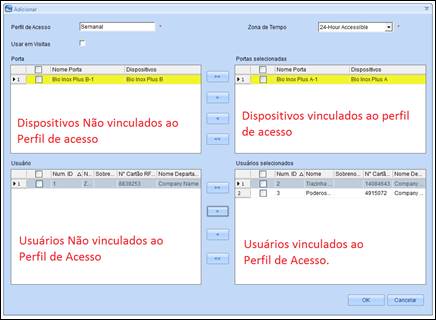 Adicionar
Perfil de Acesso
Semanal
*
Zona de Tempo
24-Hour Accessible
*
Usar em Visitas
Porta
Nome Porta Dispositivos
1 Bio Inox Plus B-1 Bio Inox Plus B
Dispositivos Não vinculados ao
Perfil de acesso
>>
>
<
<<
Portas selecionadas
Nome Porta Dispositivos
1 Bio Inox Plus A-1 Bio Inox Plus A
Dispositivos vinculados ao perfil
de acesso
Usuário
Num. ID N... Sobre... Nº Cartão RF... Nome Departa...
1 1 Z... 8839253 Company Name
Usuários Não vinculados ao
Perfil de Acesso
>>
>
<
<<
Usuários selecionados
Num. ID Nome Sobreno... Nº Cartã... Nome De...
1 2 Tiazinha 14084643 Company ...
2 3 Poderos... 4915072 Company ...
Usuários vinculados ao
Perfil de Acesso.
OK
Cancelar